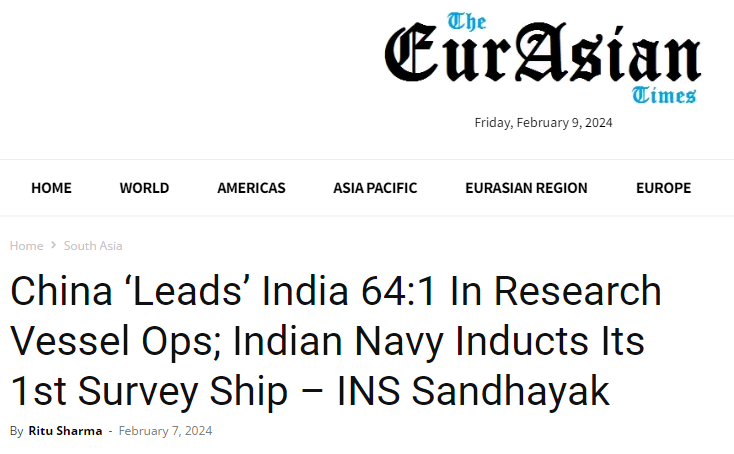 The
EurAsian
Times
Friday, February 9, 2024
HOME WORLD AMERICAS ASIA PACIFIC EURASIAN REGION EUROPE
Home > South Asia
China ‘Leads’ India 64:1 In Research
Vessel Ops; Indian Navy Inducts Its
1st Survey Ship – INS Sandhayak
By Ritu Sharma - February 7, 2024